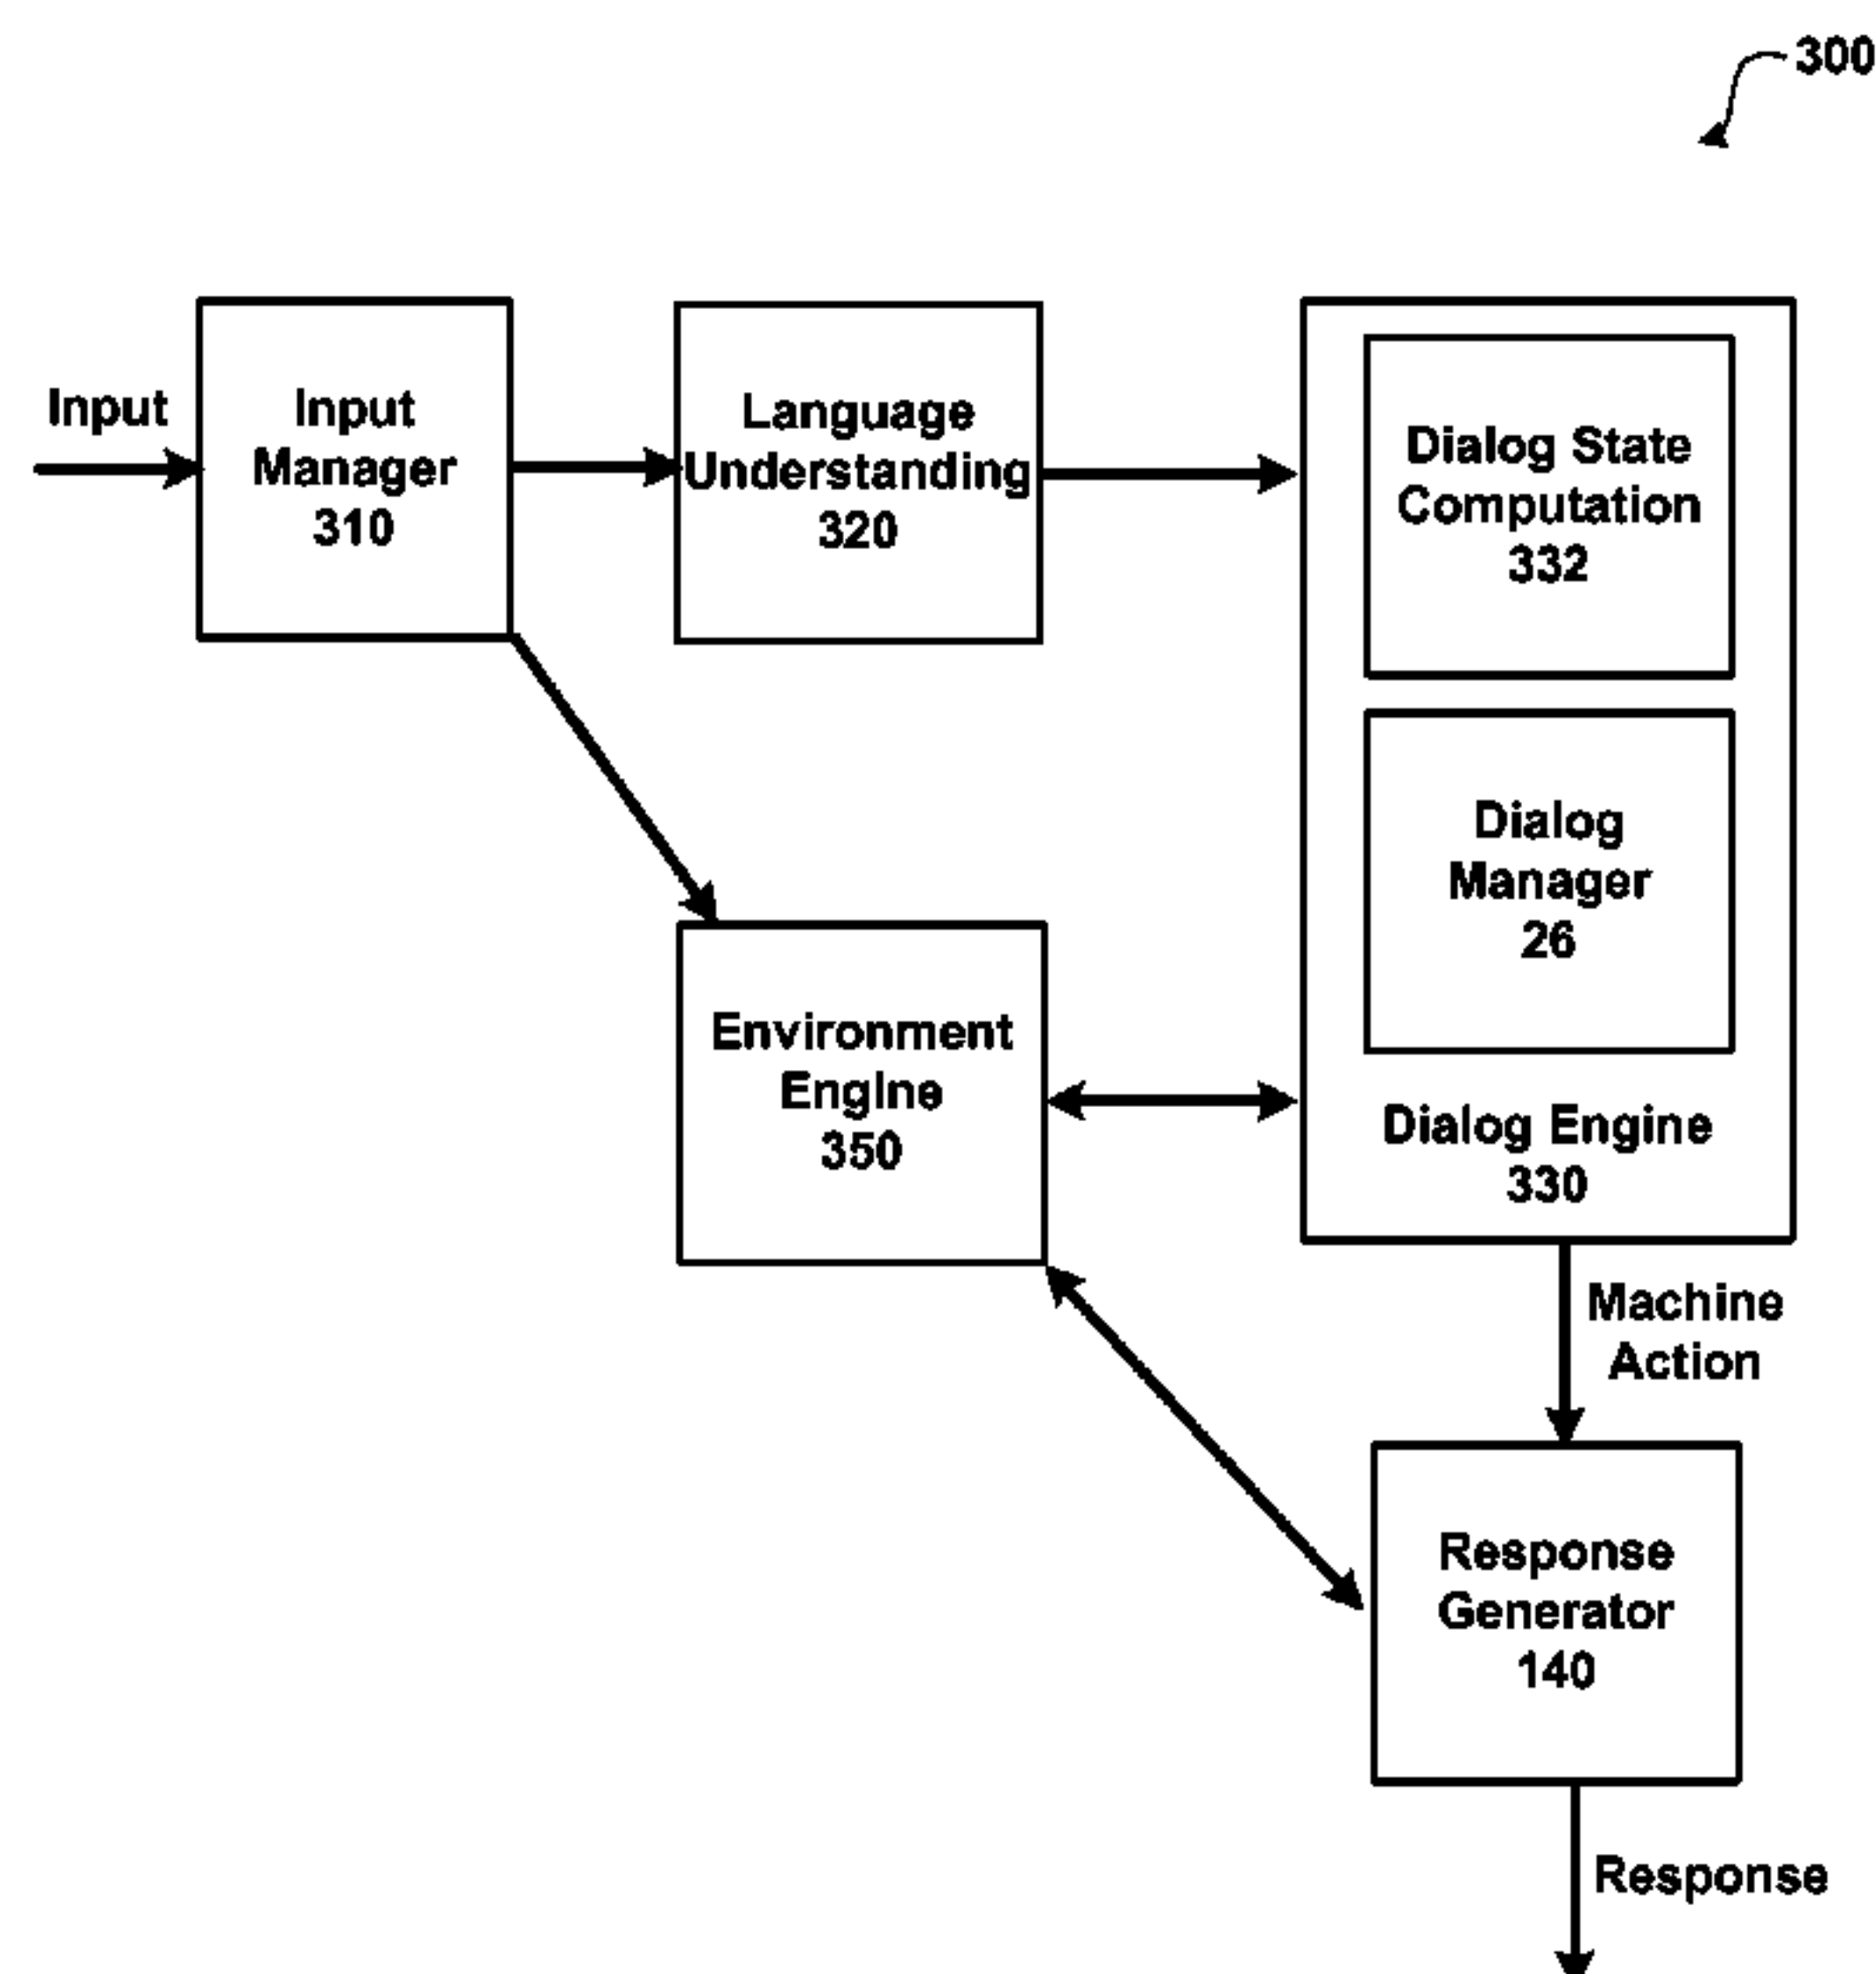 300
Input
Input
Manager
310
Language
Understanding
320
Dialog State
Computation
332
Dialog
Manager
26
Environment
Engine
350
Dialog Engine
330
Machine
Action
Response
Generator
140
Response